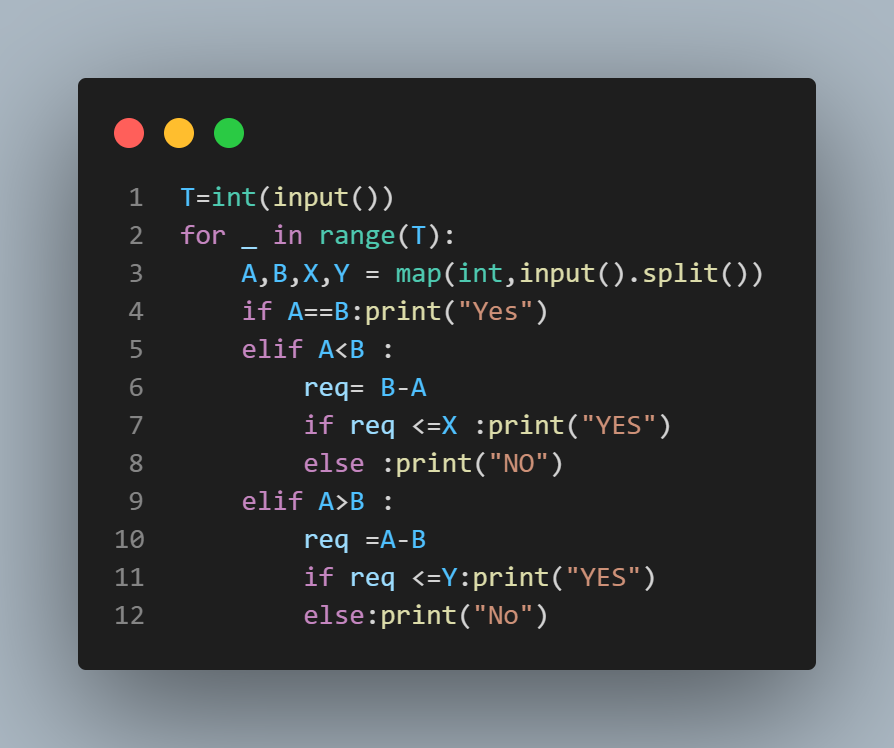 1 T=int(input())
2 for _ in range(T):
3     A,B,X,Y = map(int,input().split())
4     if A==B:print("Yes")
5     elif A<B :
6         req= B-A
7         if req <=X :print("YES")
8         else :print("NO")
9     elif A>B :
10         req =A-B
11         if req <=Y:print("YES")
12         else:print("No")